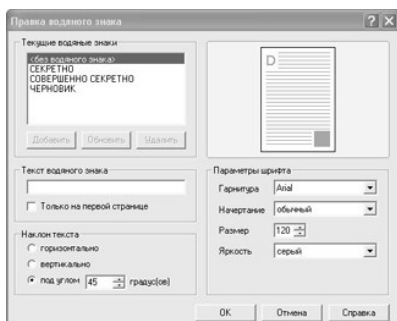 Правка водяного знака
Текущие водяные знаки
<без водяного знака>
СЕКРЕТНО
СОВЕРШЕННО СЕКРЕТНО
ЧЕРНОВИК
Добавить Обновить Удалить
D
Текст водяного знака
Только на первой странице
Наклон текста
горизонтально
вертикально
под углом 45 градус(ов)
Параметры шрифта
Гарнитура Arial
Начертание обычный
Размер 120
Яркость серый
OK Отмена Справка